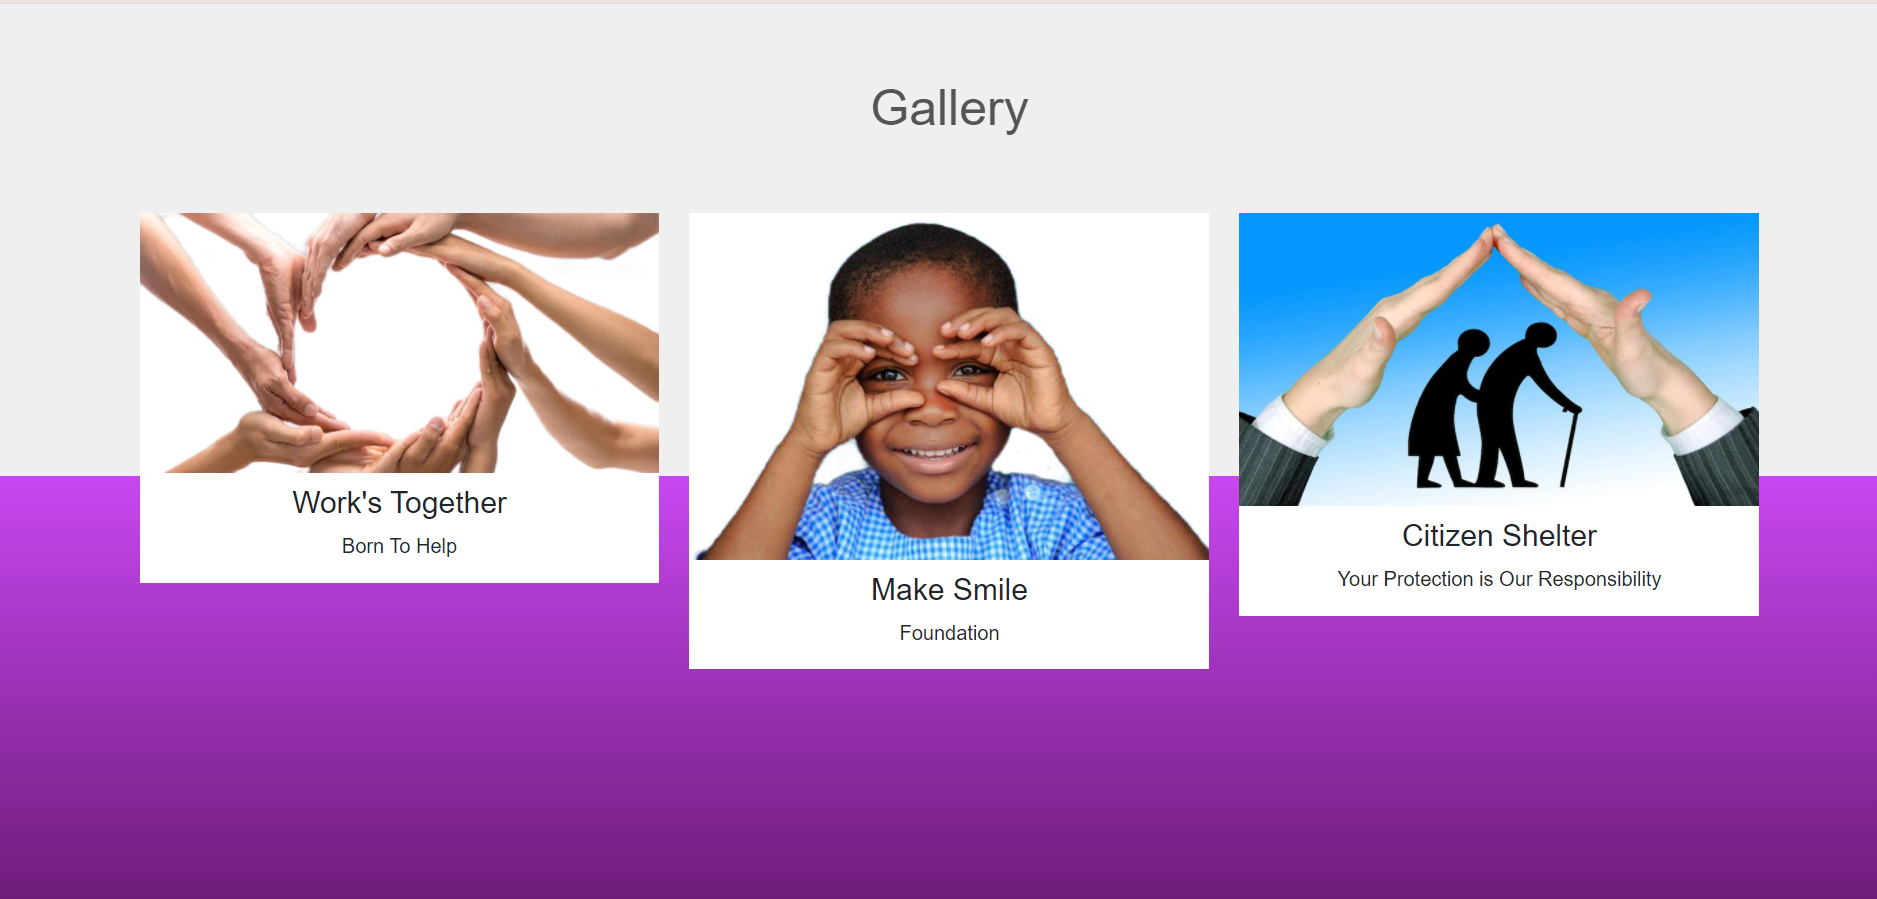 Gallery
Work's Together
Born To Help
Make Smile
Foundation
Citizen Shelter
Your Protection is Our Responsibility